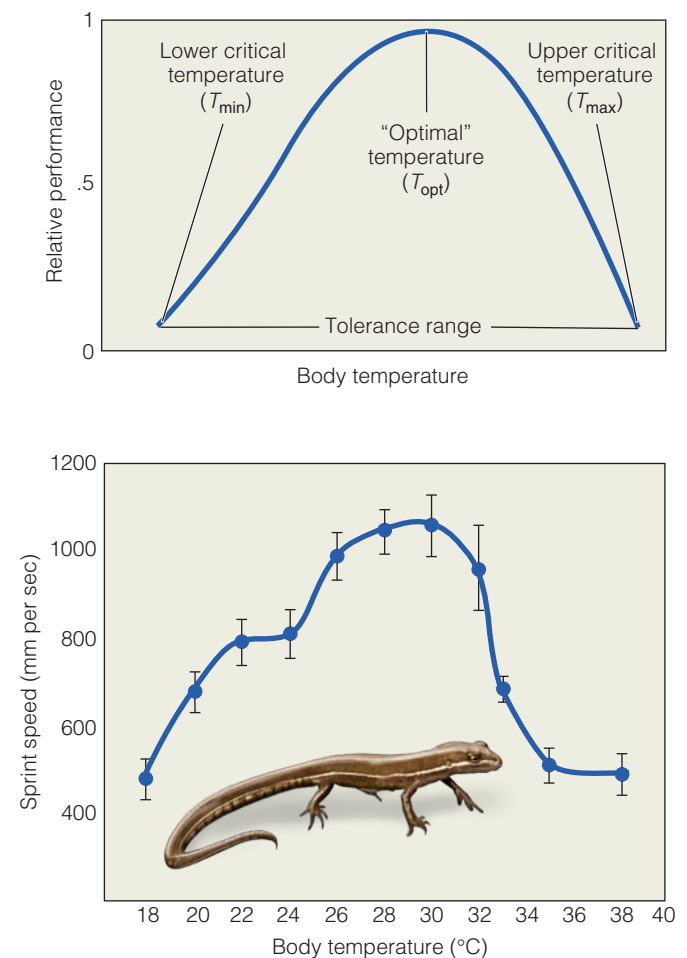 1
Lower critical
temperature
(Tmin)
Upper critical
temperature
(Tmax)
“Optimal”
temperature
(Topt)
Relative performance
.5
Tolerance range
0
Body temperature
1200
1000
800
600
400
Sprint speed (mm per sec)
18 20 22 24 26 28 30 32 34 36 38 40
Body temperature (°C)